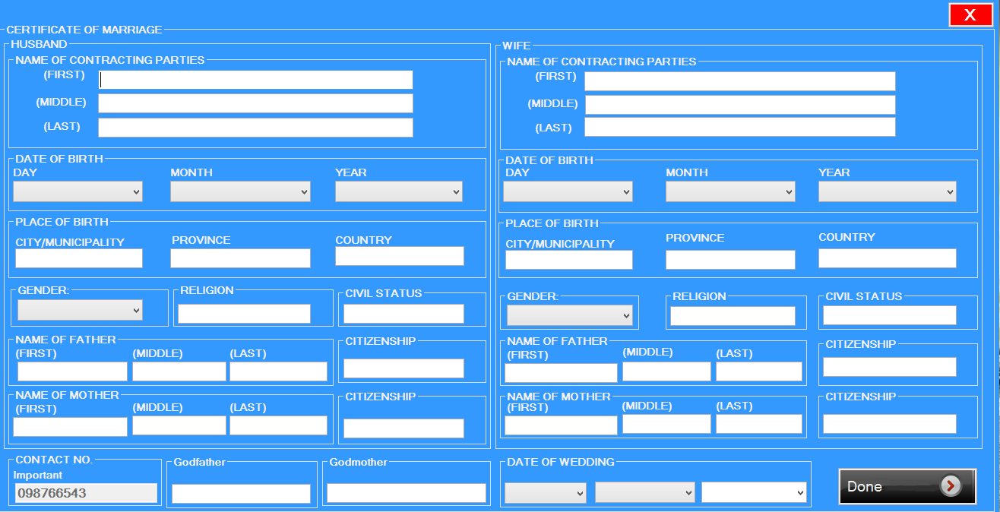 X
CERTIFICATE OF MARRIAGE
HUSBAND
NAME OF CONTRACTING PARTIES
(FIRST)
(MIDDLE)
(LAST)
DATE OF BIRTH
DAY MONTH YEAR
PLACE OF BIRTH
CITY/MUNICIPALITY PROVINCE COUNTRY
GENDER: RELIGION CIVIL STATUS
NAME OF FATHER CITIZENSHIP
(FIRST) (MIDDLE) (LAST)
NAME OF MOTHER CITIZENSHIP
(FIRST) (MIDDLE) (LAST)
WIFE
NAME OF CONTRACTING PARTIES
(FIRST)
(MIDDLE)
(LAST)
DATE OF BIRTH
DAY MONTH YEAR
PLACE OF BIRTH
CITY/MUNICIPALITY PROVINCE COUNTRY
GENDER: RELIGION CIVIL STATUS
NAME OF FATHER CITIZENSHIP
(FIRST) (MIDDLE) (LAST)
NAME OF MOTHER CITIZENSHIP
(FIRST) (MIDDLE) (LAST)
CONTACT NO. Godfather Godmother DATE OF WEDDING
Important
098766543
Done